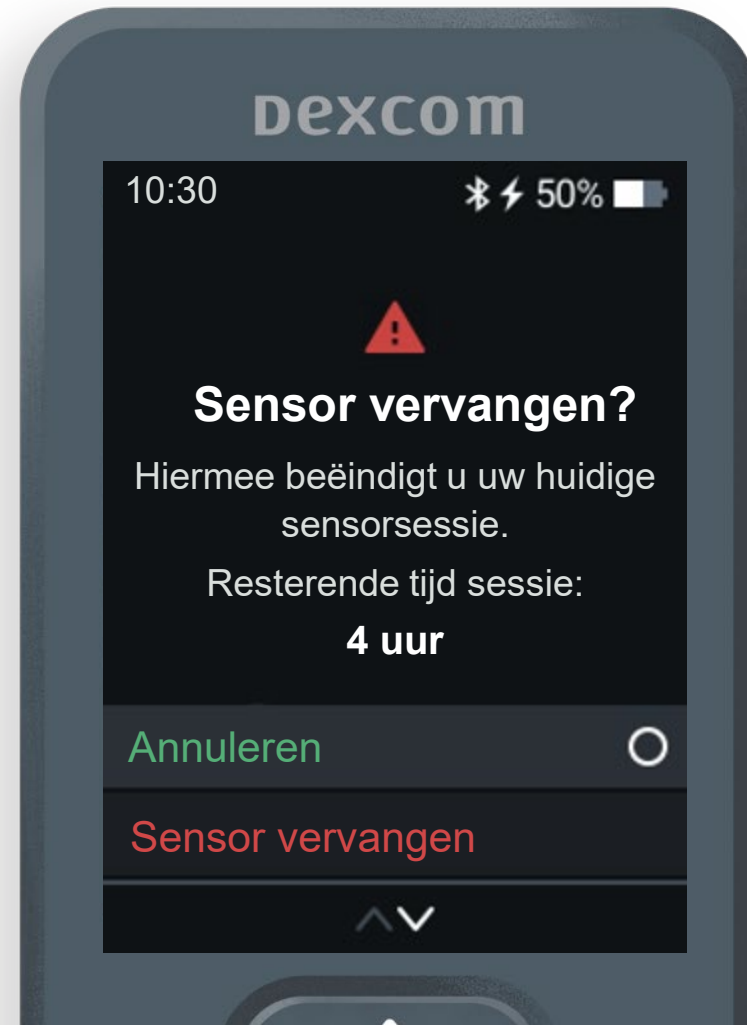 Dexcom
10:30 50%
Sensor vervangen?
Hiermee beëindigt u uw huidige
sensorsessie.
Resterende tijd sessie:
4 uur
Annuleren
Sensor vervangen